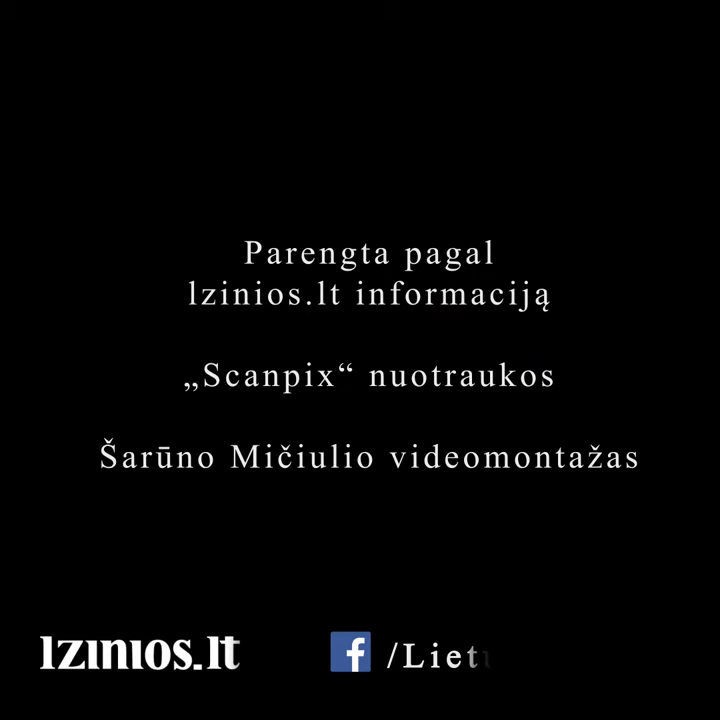 Parengta pagal
lzinios.lt informaciją
„Scanpix“ nuotraukos
Šarūno Mičiulio videomontažas
lzinios.lt
/Liet